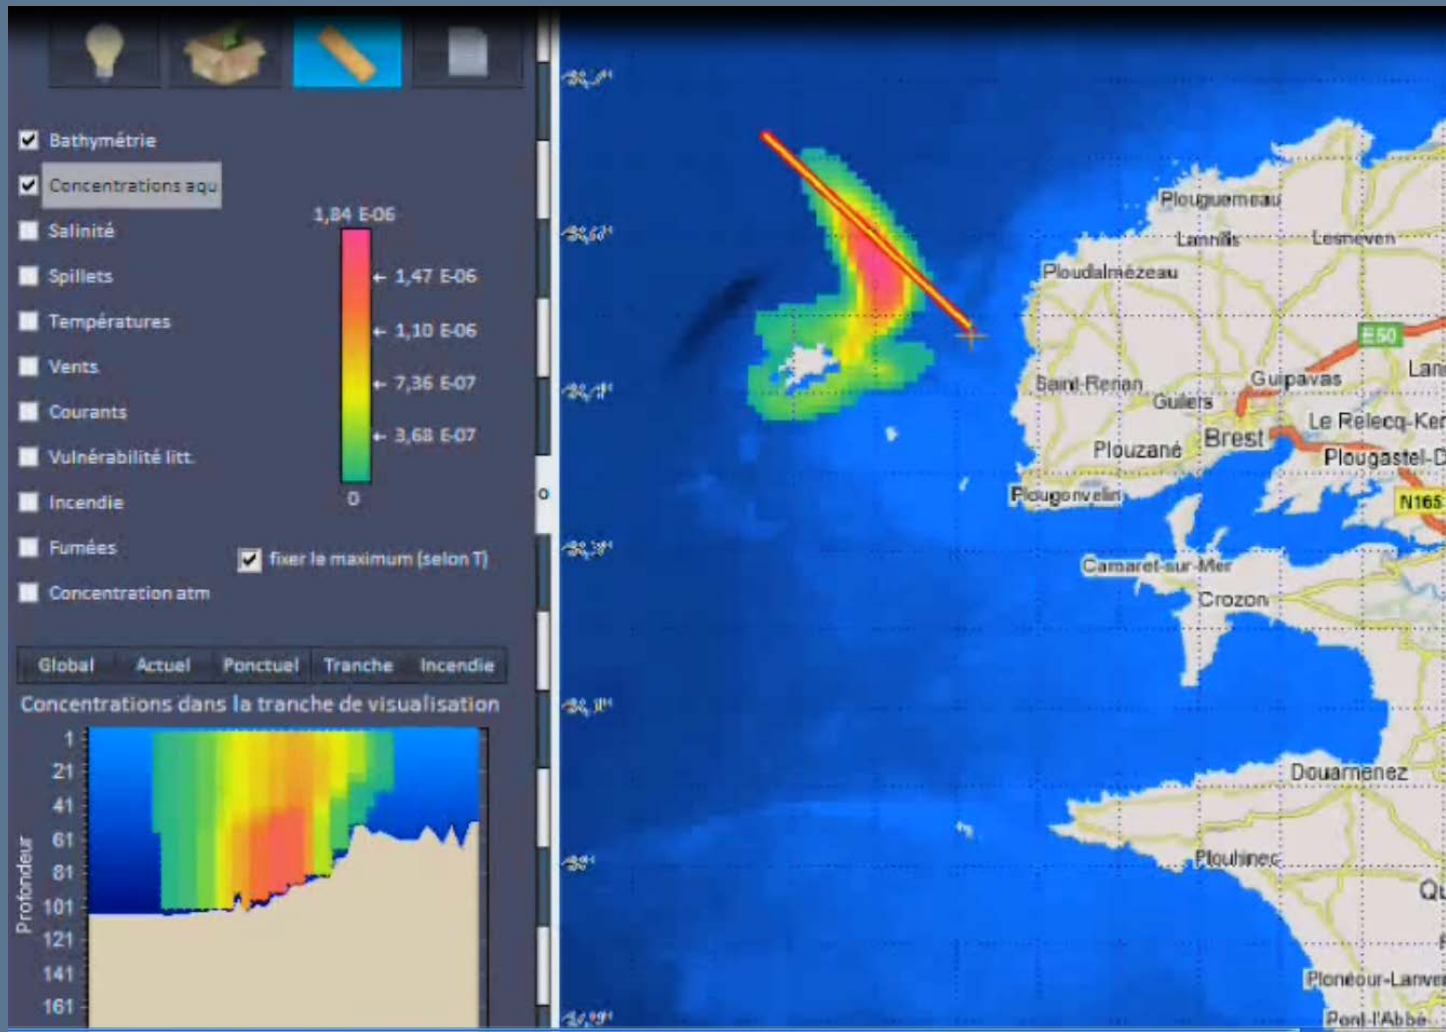 Bathymétrie
Concentrations aqu
Salinité
Spillets
Températures
Vents
Courants
Vulnérabilité litt.
Incendie
Fumées
Concentration atm
1,84 E-06
← 1,47 E-06
← 1,10 E-06
← 7,36 E-07
← 3,68 E-07
0
fixer le maximum (selon T)
Global Actuel Ponctuel Tranche Incendie
Concentrations dans la tranche de visualisation
Profondeur
1
21
41
61
81
101
121
141
161
Plouguerneau
Lannilis
Lesneven
Ploudalmézeau
E50
Saint-Renan
Guipavas
Lann
Guilers
Le Relecq-Ker
Brest
Plouzané
Plougastel-D
Plougonvelin
N165
Camaret-sur-Mer
Crozon
Douarnenez
Plouhinec
Qu
Plonéour-Lanver
Pont-l'Abbé